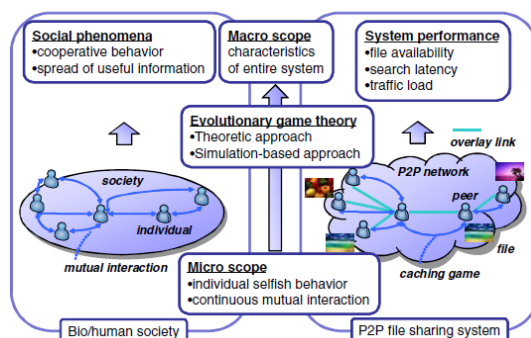 Social phenomena
•cooperative behavior
•spread of useful information
Macro scope
characteristics
of entire system
System performance
•file availability
•search latency
•traffic load
Evolutionary game theory
•Theoretic approach
•Simulation-based approach
overlay link
P2P network
society
peer
individual
file
mutual interaction
caching game
Micro scope
•individual selfish behavior
•continuous mutual interaction
Bio/human society
P2P file sharing system